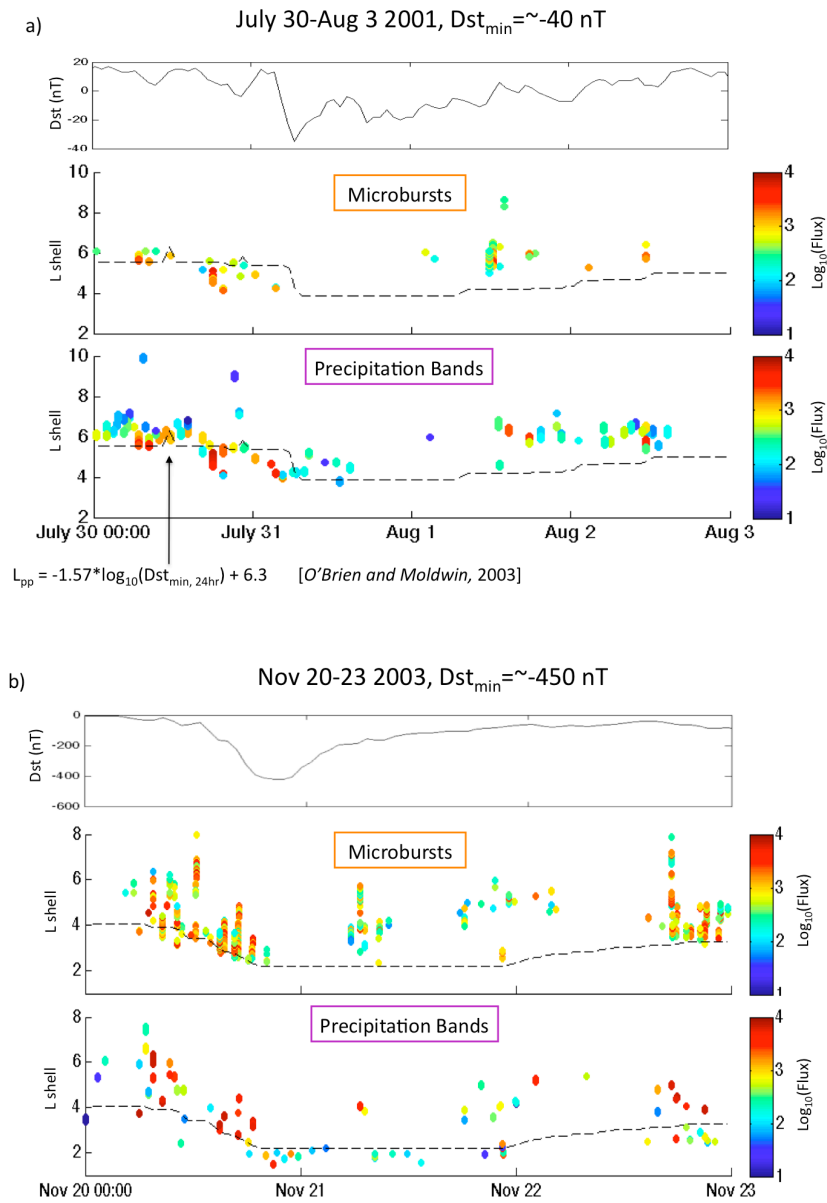 a)
July 30-Aug 3 2001, Dst_min=~-40 nT
20
0
-20
-40
Dst (nT)
Microbursts
10
8
6
4
2
L shell
4
3
2
1
Log10(Flux)
Precipitation Bands
10
8
6
4
2
L shell
4
3
2
1
Log10(Flux)
July 30 00:00 July 31 Aug 1 Aug 2 Aug 3
Lpp = -1.57*log10(Dstmin, 24hr) + 6.3 [O'Brien and Moldwin, 2003]
b)
Nov 20-23 2003, Dstmin=~-450 nT
0
-200
-400
-600
Dst (nT)
Microbursts
8
6
4
2
L shell
4
3
2
1
Log10(Flux)
Precipitation Bands
8
6
4
2
L shell
4
3
2
1
Log10(Flux)
Nov 20 00:00 Nov 21 Nov 22 Nov 23